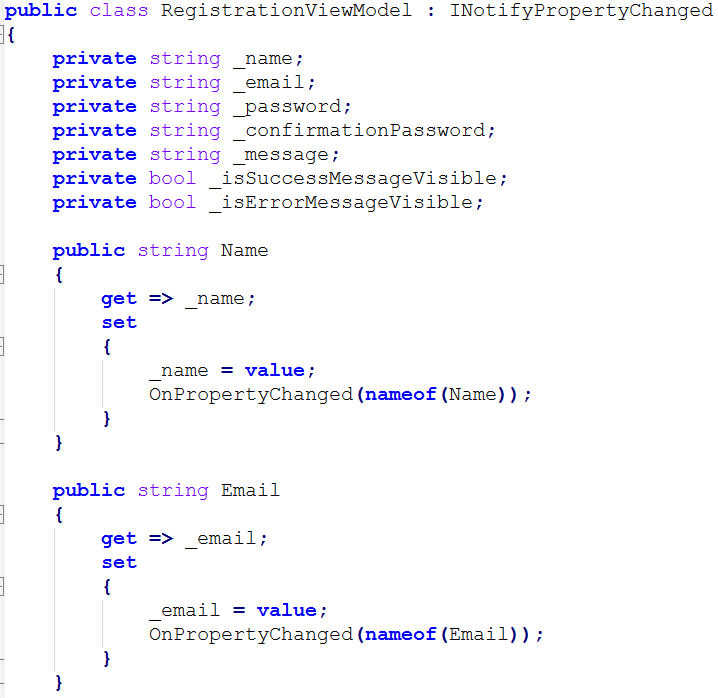 public class RegistrationViewModel : INotifyPropertyChanged
{
    private string _name;
    private string _email;
    private string _password;
    private string _confirmationPassword;
    private string _message;
    private bool _isSuccessMessageVisible;
    private bool _isErrorMessageVisible;

    public string Name
    {
        get => _name;
        set
        {
            _name = value;
            OnPropertyChanged(nameof(Name));
        }
    }

    public string Email
    {
        get => _email;
        set
        {
            _email = value;
            OnPropertyChanged(nameof(Email));
        }
    }